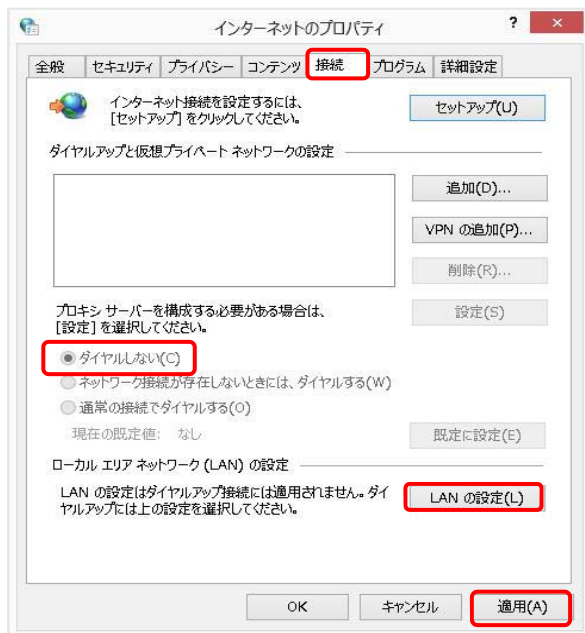 インターネットのプロパティ
? ×
全般 セキュリティ プライバシー コンテンツ 接続 プログラム 詳細設定
インターネット接続を設定するには、
[セットアップ] をクリックしてください。
セットアップ(U)
ダイヤルアップと仮想プライベート ネットワークの設定
追加(D)...
VPN の追加(P)...
削除(R)...
プロキシ サーバーを構成する必要がある場合は、
[設定] を選択してください。
設定(S)
ダイヤルしない(C)
ネットワーク接続が存在しないときには、ダイヤルする(W)
通常の接続でダイヤルする(O)
現在の既定値: なし
既定に設定(E)
ローカル エリア ネットワーク (LAN) の設定
LAN の設定はダイヤルアップ接続には適用されません。ダイ
ヤルアップには上の設定を選択してください。
LAN の設定(L)
OK キャンセル 適用(A)